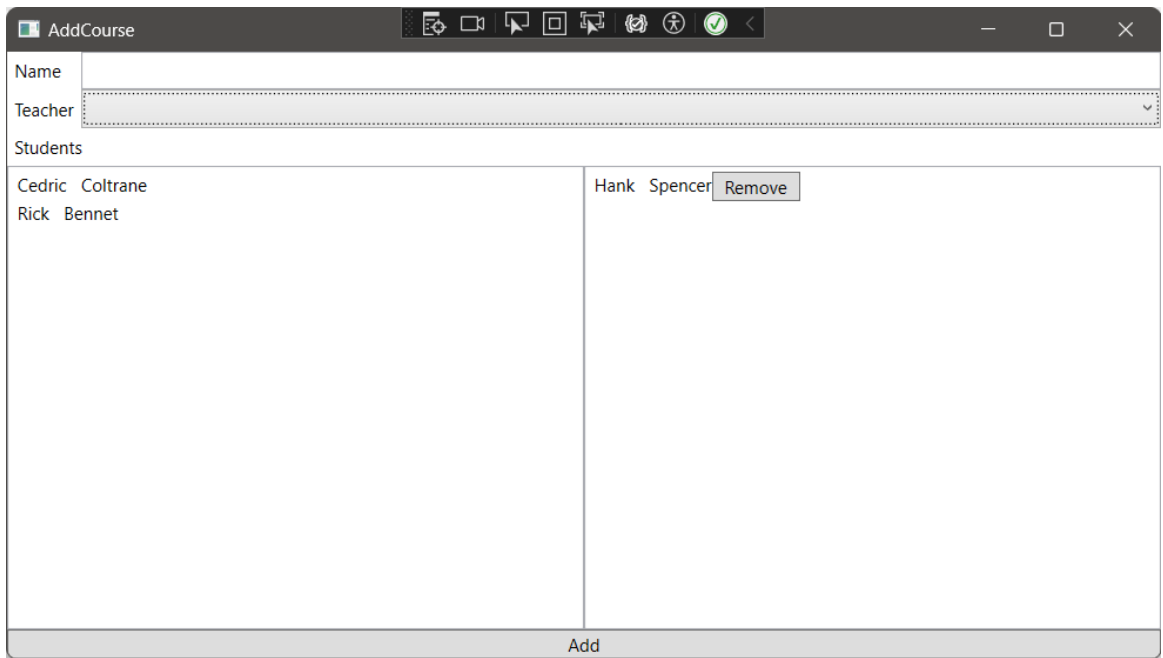 AddCourse
Name
Teacher
Students
Cedric Coltrane
Rick Bennet
Hank Spencer Remove
Add